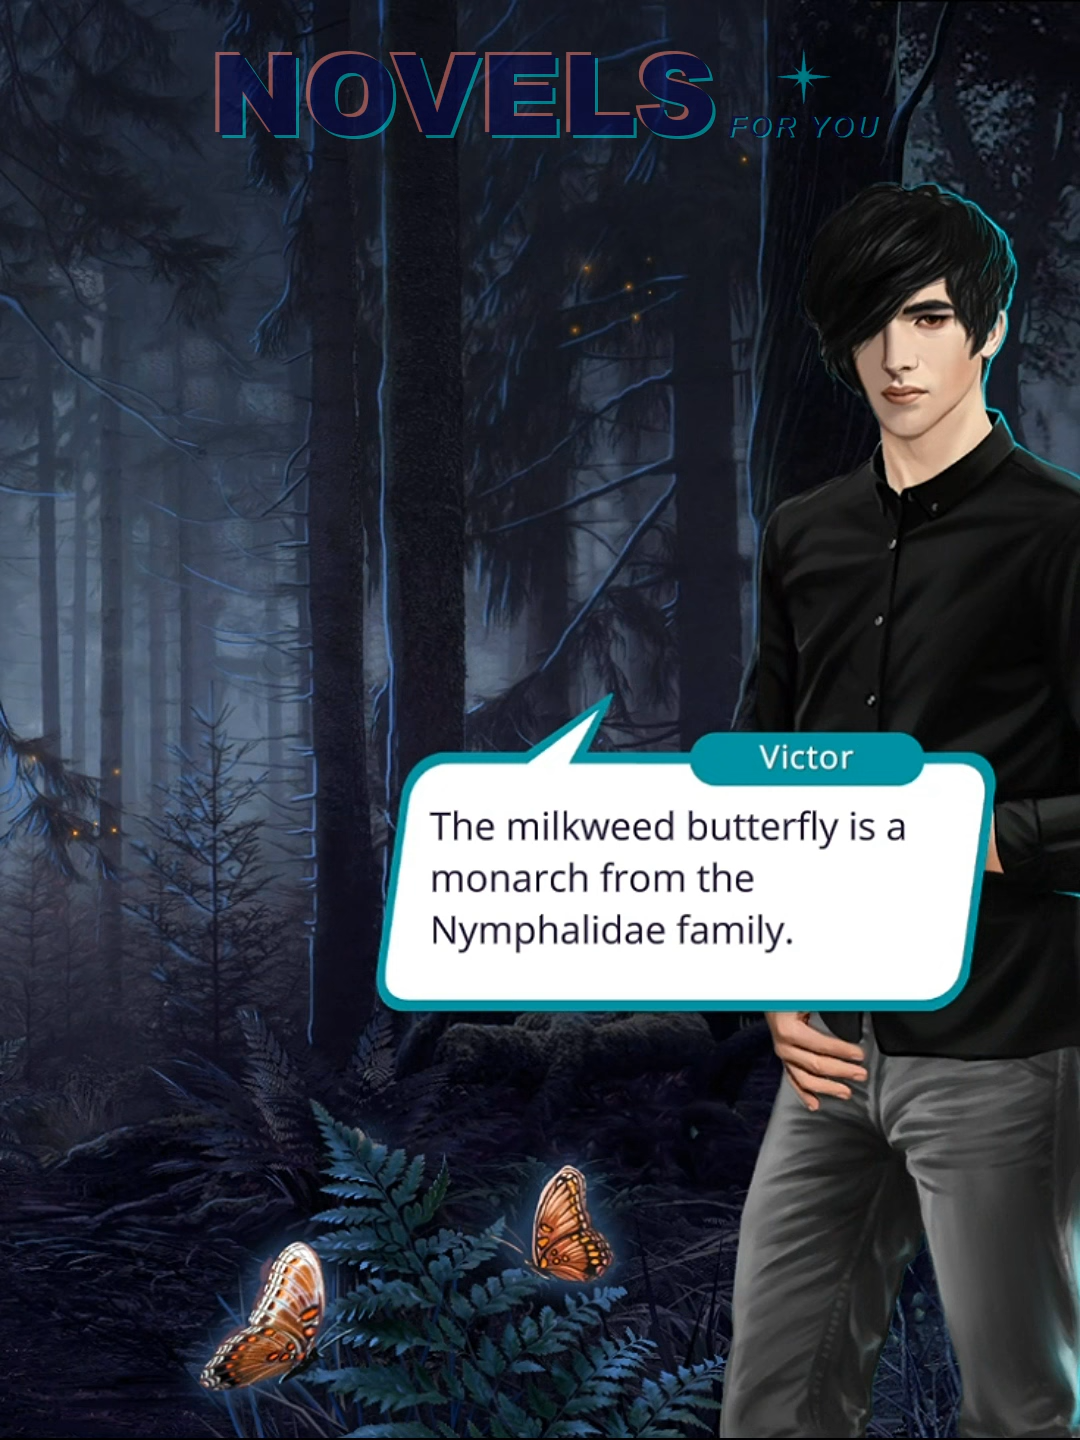 NOVELS
FOR YOU
Victor
The milkweed butterfly is a
monarch from the
Nymphalidae family.